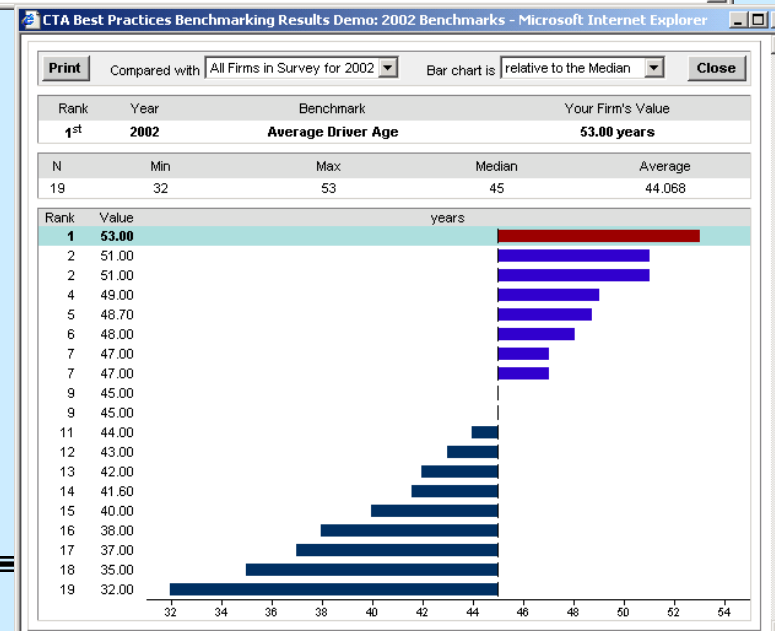 CTA Best Practices Benchmarking Results Demo: 2002 Benchmarks - Microsoft Internet Explorer
Print Compared with All Firms in Survey for 2002 Bar chart is relative to the Median Close
Rank Year Benchmark Your Firm's Value
1st 2002 Average Driver Age 53.00 years
N Min Max Median Average
19 32 53 45 44.068
Rank Value years
1 53.00
2 51.00
2 51.00
4 49.00
5 48.70
6 48.00
7 47.00
7 47.00
9 45.00
9 45.00
11 44.00
12 43.00
13 42.00
14 41.60
15 40.00
16 38.00
17 37.00
18 35.00
19 32.00
32 34 36 38 40 42 44 46 48 50 52 54